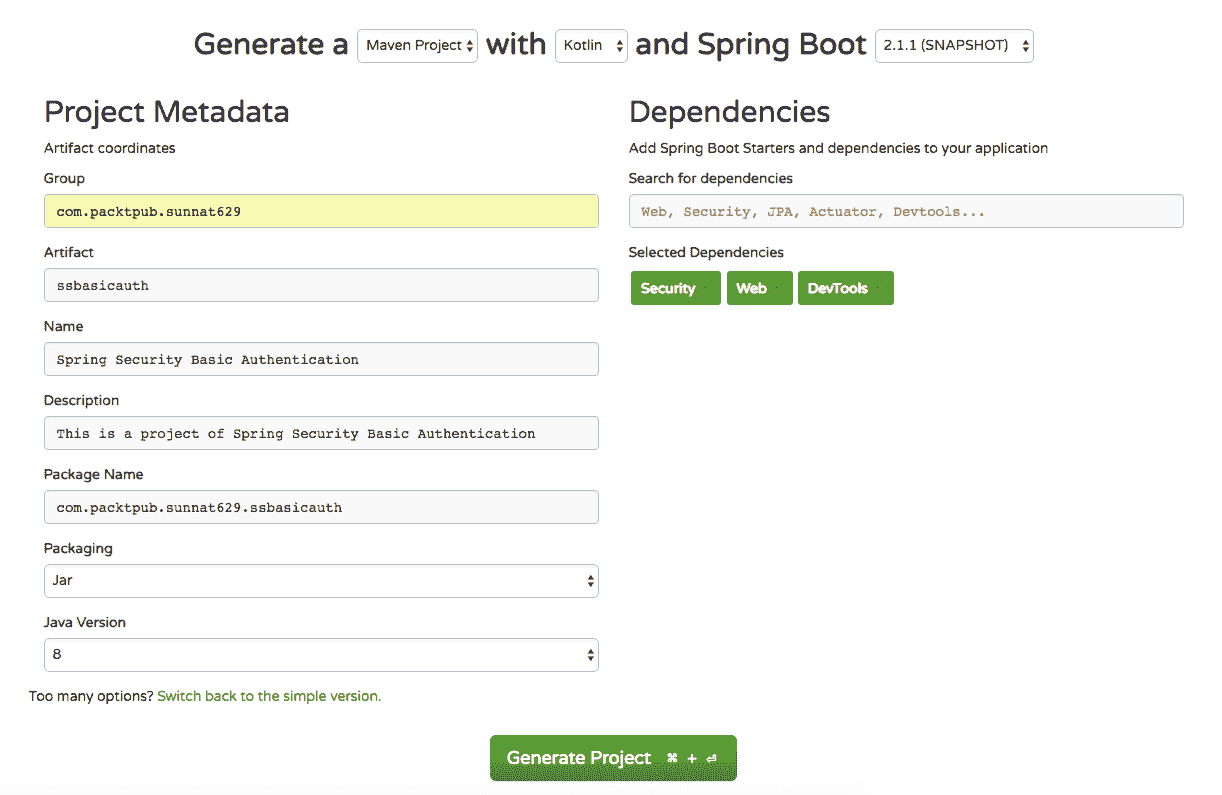 Generate a Maven Project with Kotlin and Spring Boot 2.1.1 (SNAPSHOT)
Project Metadata
Artifact coordinates
Group
com.packtpub.sunnat629
Artifact
ssbasicauth
Name
Spring Security Basic Authentication
Description
This is a project of Spring Security Basic Authentication
Package Name
com.packtpub.sunnat629.ssbasicauth
Packaging
Jar
Java Version
8
Too many options? Switch back to the simple version.
Dependencies
Add Spring Boot Starters and dependencies to your application
Search for dependencies
Web, Security, JPA, Actuator, Devtools...
Selected Dependencies
Security Web DevTools
Generate Project ⌘ + ⏎